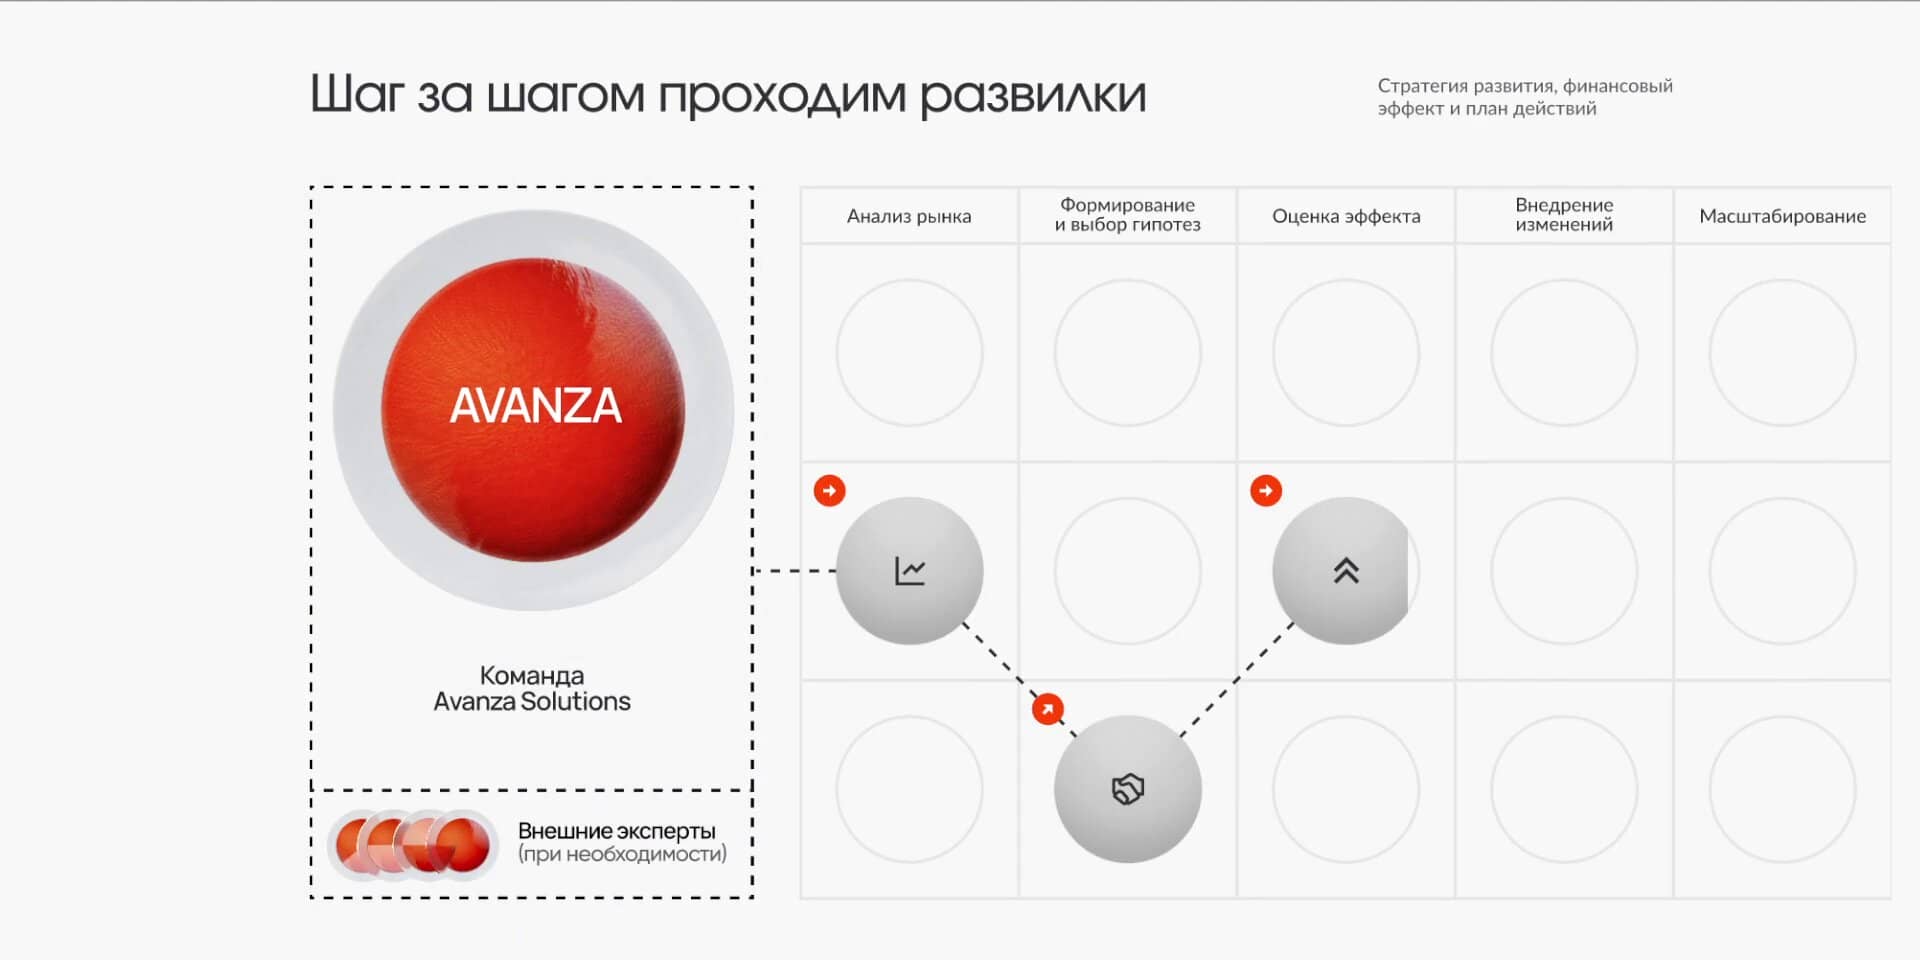 Шаг за шагом проходим развилки
Стратегия развития, финансовый
эффект и план действий
AVANZA
Команда
Avanza Solutions
Внешние эксперты
(при необходимости)
Анализ рынка
Формирование
и выбор гипотез
Оценка эффекта
Внедрение
изменений
Масштабирование